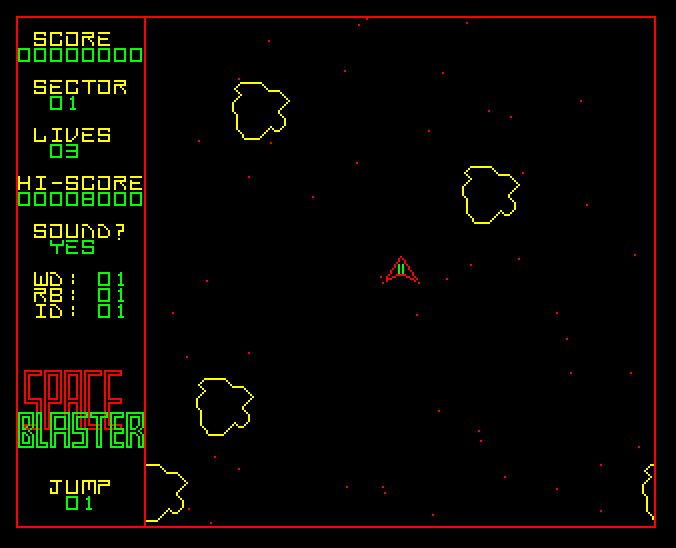 SCORE
00000000
SECTOR
01
LIVES
03
HI-SCORE
00008000
SOUND?
YES
WD: 01
RB: 01
ID: 01
SPACE
BLASTER
JUMP
01